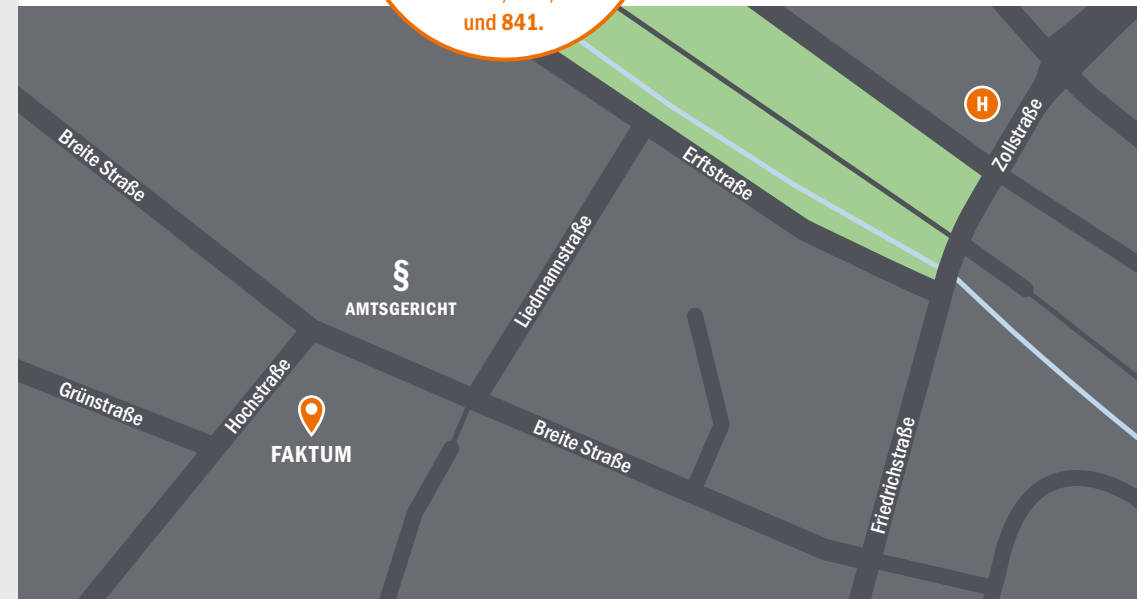 und 841.
H
Zollstraße
Breite Straße
Erftstraße
Liedmannstraße
§
AMTSGERICHT
Hochstraße
Grünstraße
FAKTUM
Breite Straße
Friedrichstraße